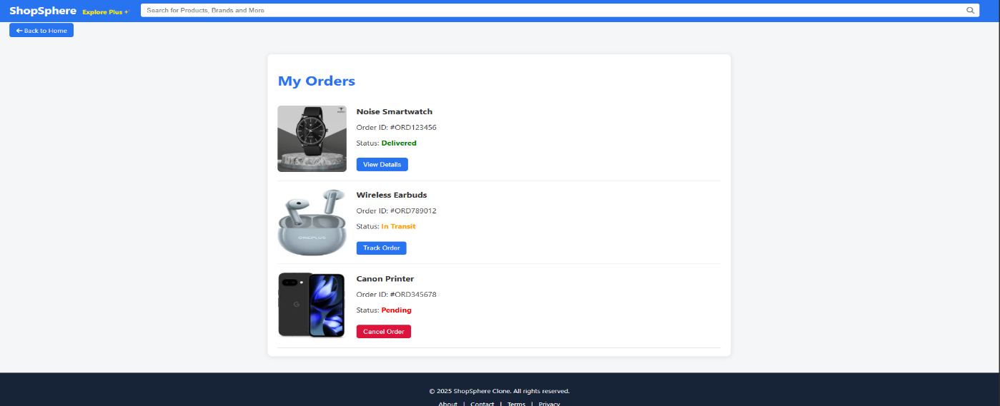 ShopSphere Explore Plus
Search for Products, Brands and More
← Back to Home
My Orders
Noise Smartwatch
Order ID: #ORD123456
Status: Delivered
View Details
ONEPLUS
Wireless Earbuds
Order ID: #ORD789012
Status: In Transit
Track Order
G
Canon Printer
Order ID: #ORD345678
Status: Pending
Cancel Order
© 2025 ShopSphere Clone. All rights reserved.
About | Contact | Terms | Privacy